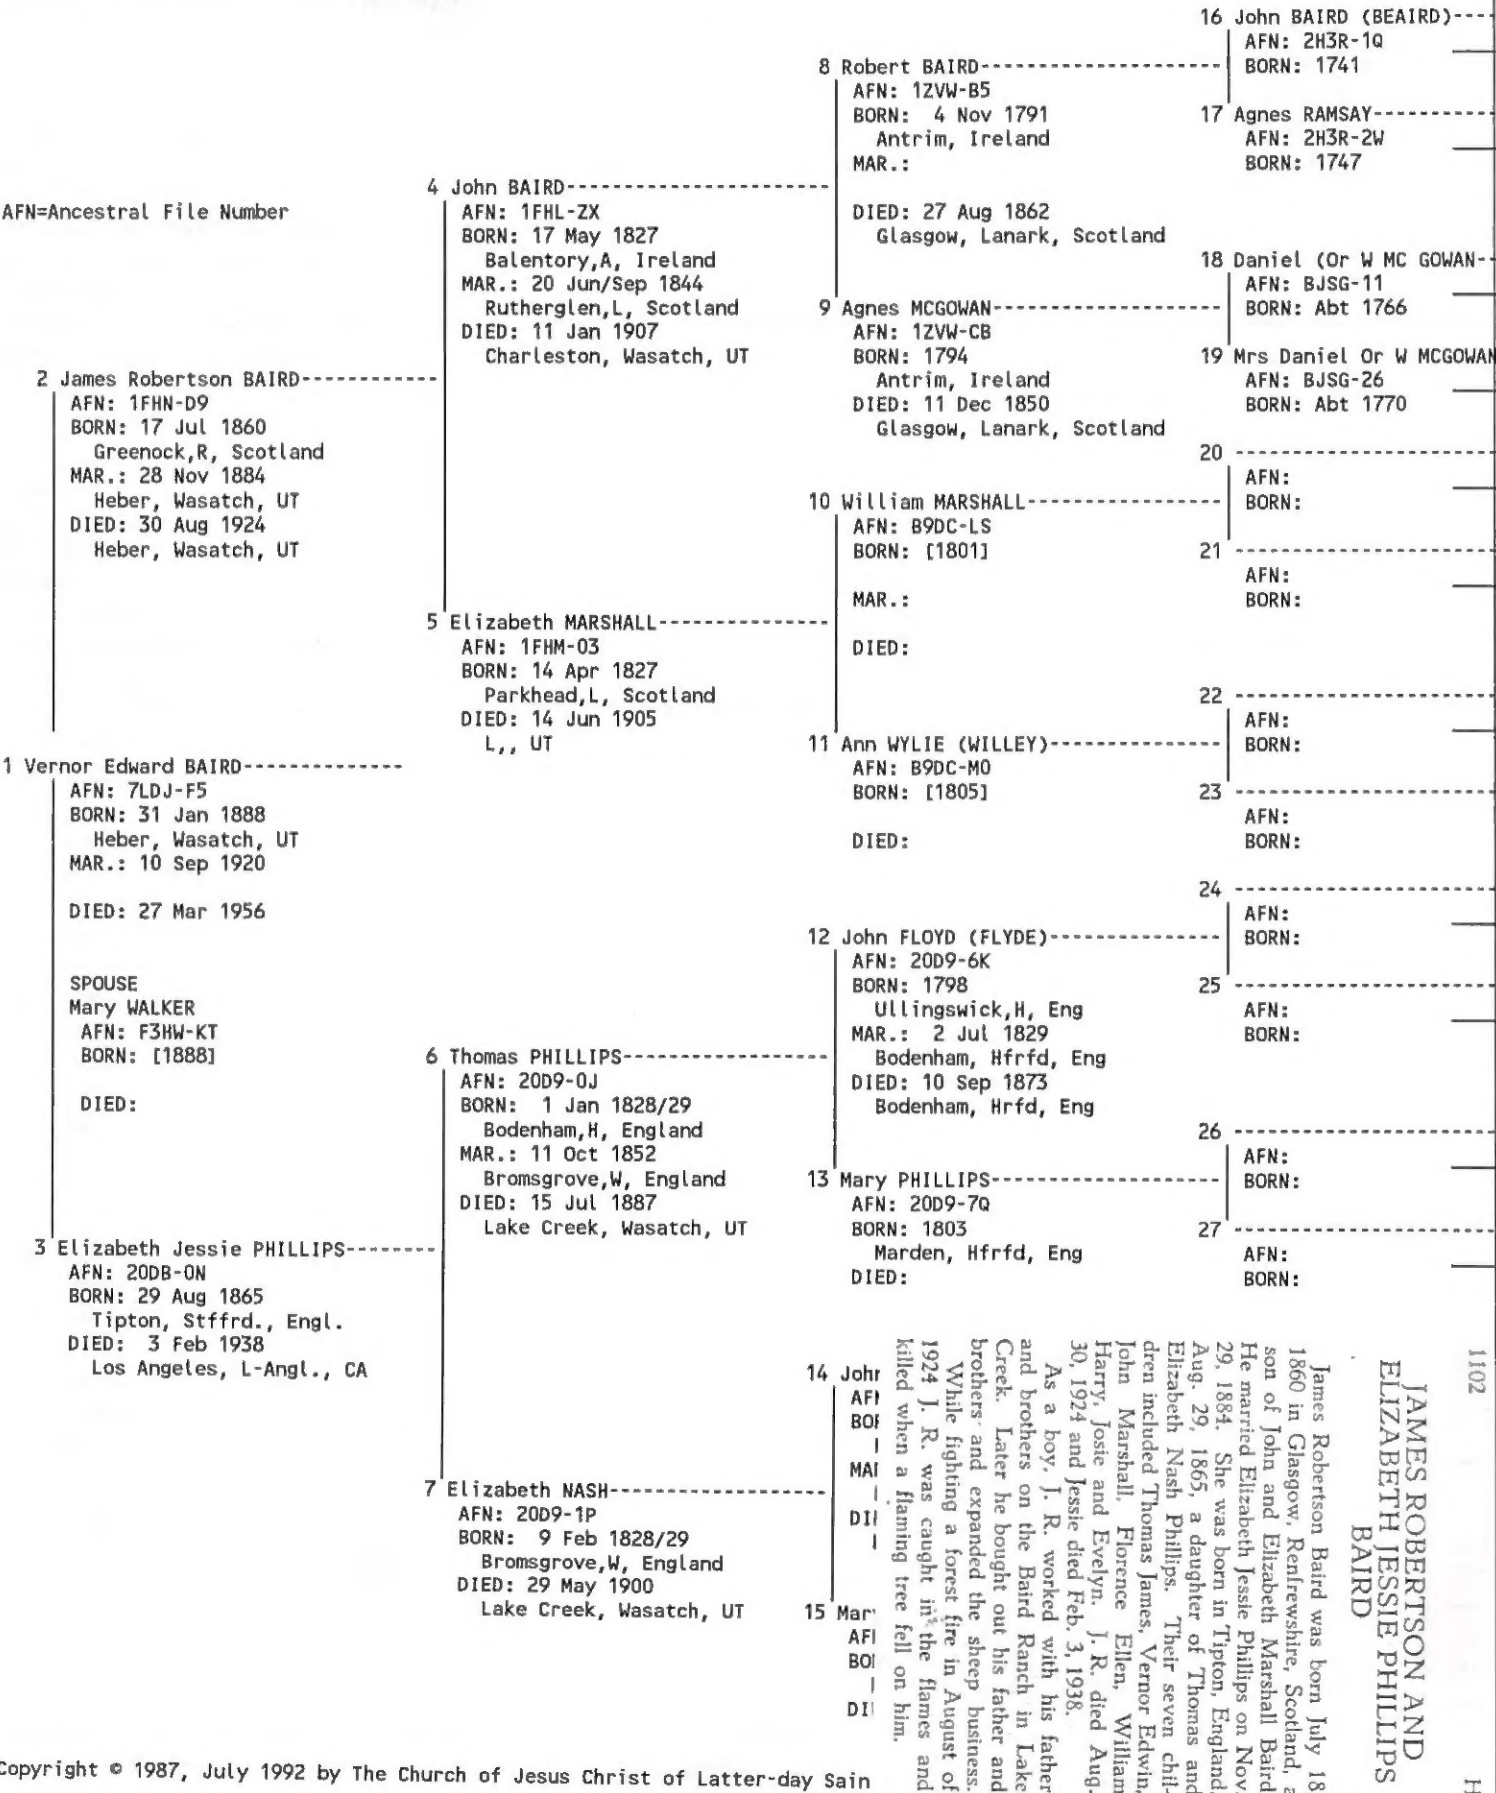 AFN=Ancestral File Number
1 Vernor Edward BAIRD--------------
AFN: 7LDJ-F5
BORN: 31 Jan 1888
Heber, Wasatch, UT
MAR.: 10 Sep 1920
DIED: 27 Mar 1956
SPOUSE
Mary WALKER
AFN: F3HW-KT
BORN: [1888]
DIED:
2 James Robertson BAIRD------------
AFN: 1FHN-D9
BORN: 17 Jul 1860
Greenock,R, Scotland
MAR.: 28 Nov 1884
Heber, Wasatch, UT
DIED: 30 Aug 1924
Heber, Wasatch, UT
3 Elizabeth Jessie PHILLIPS--------
AFN: 20DB-0N
BORN: 29 Aug 1865
Tipton, Stffrd., Engl.
DIED: 3 Feb 1938
Los Angeles, L-Angl., CA
4 John BAIRD-----------------------
AFN: 1FHL-ZX
BORN: 17 May 1827
Balentory,A, Ireland
MAR.: 20 Jun/Sep 1844
Rutherglen,L, Scotland
DIED: 11 Jan 1907
Charleston, Wasatch, UT
5 Elizabeth MARSHALL---------------
AFN: 1FHM-03
BORN: 14 Apr 1827
Parkhead,L, Scotland
DIED: 14 Jun 1905
L,, UT
6 Thomas PHILLIPS------------------
AFN: 20D9-0J
BORN: 1 Jan 1828/29
Bodenham,H, England
MAR.: 11 Oct 1852
Bromsgrove,W, England
DIED: 15 Jul 1887
Lake Creek, Wasatch, UT
7 Elizabeth NASH-------------------
AFN: 20D9-1P
BORN: 9 Feb 1828/29
Bromsgrove,W, England
DIED: 29 May 1900
Lake Creek, Wasatch, UT
8 Robert BAIRD---------------------
AFN: 1ZVW-B5
BORN: 4 Nov 1791
Antrim, Ireland
MAR.:
DIED: 27 Aug 1862
Glasgow, Lanark, Scotland
9 Agnes MCGOWAN--------------------
AFN: 1ZVW-CB
BORN: 1794
Antrim, Ireland
DIED: 11 Dec 1850
Glasgow, Lanark, Scotland
10 William MARSHALL-----------------
AFN: B9DC-LS
BORN: [1801]
MAR.:
DIED:
11 Ann WYLIE (WILLEY)---------------
AFN: B9DC-M0
BORN: [1805]
DIED:
12 John FLOYD (FLYDE)---------------
AFN: 20D9-6K
BORN: 1798
Ullingswick,H, Eng
MAR.: 2 Jul 1829
Bodenham, Hfrfd, Eng
DIED: 10 Sep 1873
Bodenham, Hrfd, Eng
13 Mary PHILLIPS--------------------
AFN: 20D9-7Q
BORN: 1803
Marden, Hfrfd, Eng
DIED:
14 John
15 Mar
16 John BAIRD (BEAIRD)----
AFN: 2H3R-1Q
BORN: 1741
17 Agnes RAMSAY-----------
AFN: 2H3R-2W
BORN: 1747
18 Daniel (Or W MC GOWAN--
AFN: BJSG-11
BORN: Abt 1766
19 Mrs Daniel Or W MCGOWAN
AFN: BJSG-26
BORN: Abt 1770
20 ----------------------
AFN:
BORN:
21 ----------------------
AFN:
BORN:
22 ----------------------
AFN:
BORN:
23 ----------------------
AFN:
BORN:
24 ----------------------
AFN:
BORN:
25 ----------------------
AFN:
BORN:
26 ----------------------
AFN:
BORN:
27 ----------------------
AFN:
BORN:
1102
JAMES ROBERTSON AND
ELIZABETH JESSIE PHILLIPS
BAIRD
James Robertson Baird was born July 18
1860 in Glasgow, Renfrewshire, Scotland, a
son of John and Elizabeth Marshall Baird
He married Elizabeth Jessie Phillips on Nov.
29, 1884. She was born in Tipton, England,
Aug. 29, 1865, a daughter of Thomas and
Elizabeth Nash Phillips. Their seven chil-
dren included Thomas James, Vernor Edwin,
John Marshall, Florence Ellen, William
Harry, Josie and Evelyn. J. R. died Aug.
30, 1924 and Jessie died Feb. 3, 1938.
As a boy, J. R. worked with his father
and brothers on the Baird Ranch in Lake
Creek. Later he bought out his father and
brothers and expanded the sheep business.
While fighting a forest fire in August of
1924 J. R. was caught in the flames and
killed when a flaming tree fell on him.
Copyright © 1987, July 1992 by The Church of Jesus Christ of Latter-day Sain